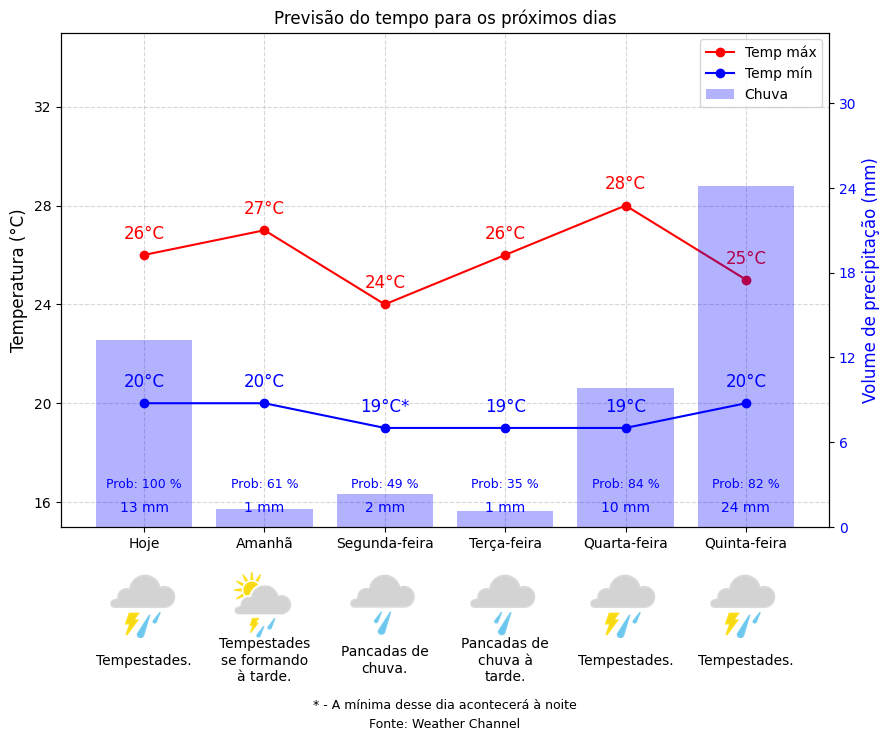 Previsão do tempo para os próximos dias
Temp máx
Temp mín
Chuva
Temperatura (°C)
Volume de precipitação (mm)
32
28
24
20
16
30
24
18
12
6
0
26°C
27°C
24°C
26°C
28°C
25°C
20°C
20°C
19°C*
19°C
19°C
20°C
Prob: 100 %
Prob: 61 %
Prob: 49 %
Prob: 35 %
Prob: 84 %
Prob: 82 %
13 mm
1 mm
2 mm
1 mm
10 mm
24 mm
Hoje
Amanhã
Segunda-feira
Terça-feira
Quarta-feira
Quinta-feira
Tempestades.
Tempestades
se formando
à tarde.
Pancadas de
chuva.
Pancadas de
chuva à
tarde.
Tempestades.
Tempestades.
* - A mínima desse dia acontecerá à noite
Fonte: Weather Channel